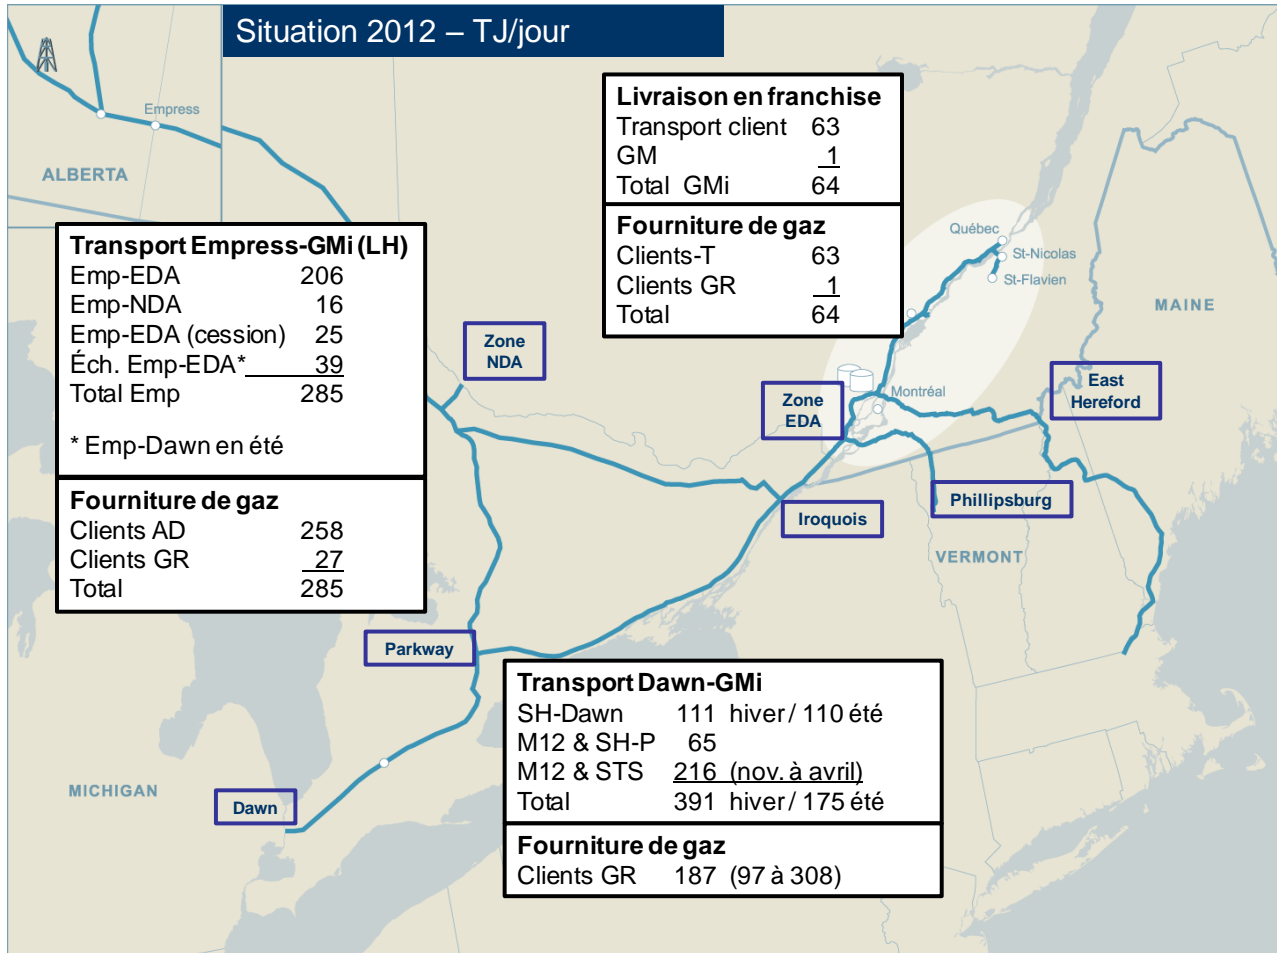 Situation 2012 – TJ/jour
Empress
ALBERTA
Livraison en franchise
Transport client 63
GM 1
Total GMi 64
Fourniture de gaz
Clients-T 63
Clients GR 1
Total 64
Transport Empress-GMi (LH)
Emp-EDA 206
Emp-NDA 16
Emp-EDA (cession) 25
Éch. Emp-EDA* 39
Total Emp 285
* Emp-Dawn en été
Fourniture de gaz
Clients AD 258
Clients GR 27
Total 285
Québec
St-Nicolas
St-Flavien
MAINE
Zone
NDA
Zone
EDA
Montréal
East
Hereford
Iroquois
Phillipsburg
VERMONT
Parkway
Transport Dawn-GMi
SH-Dawn 111 hiver / 110 été
M12 & SH-P 65
M12 & STS 216 (nov. à avril)
Total 391 hiver / 175 été
Fourniture de gaz
Clients GR 187 (97 à 308)
MICHIGAN
Dawn